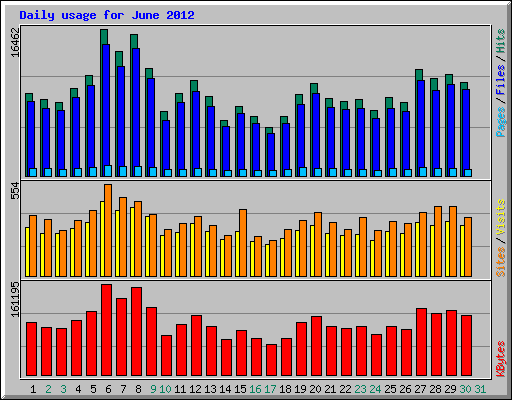 Daily usage for June 2012
16462
Pages / Files / Hits
554
Sites / Visits
161195
KBytes
1 2 3 4 5 6 7 8 9 10 11 12 13 14 15 16 17 18 19 20 21 22 23 24 25 26 27 28 29 30 31